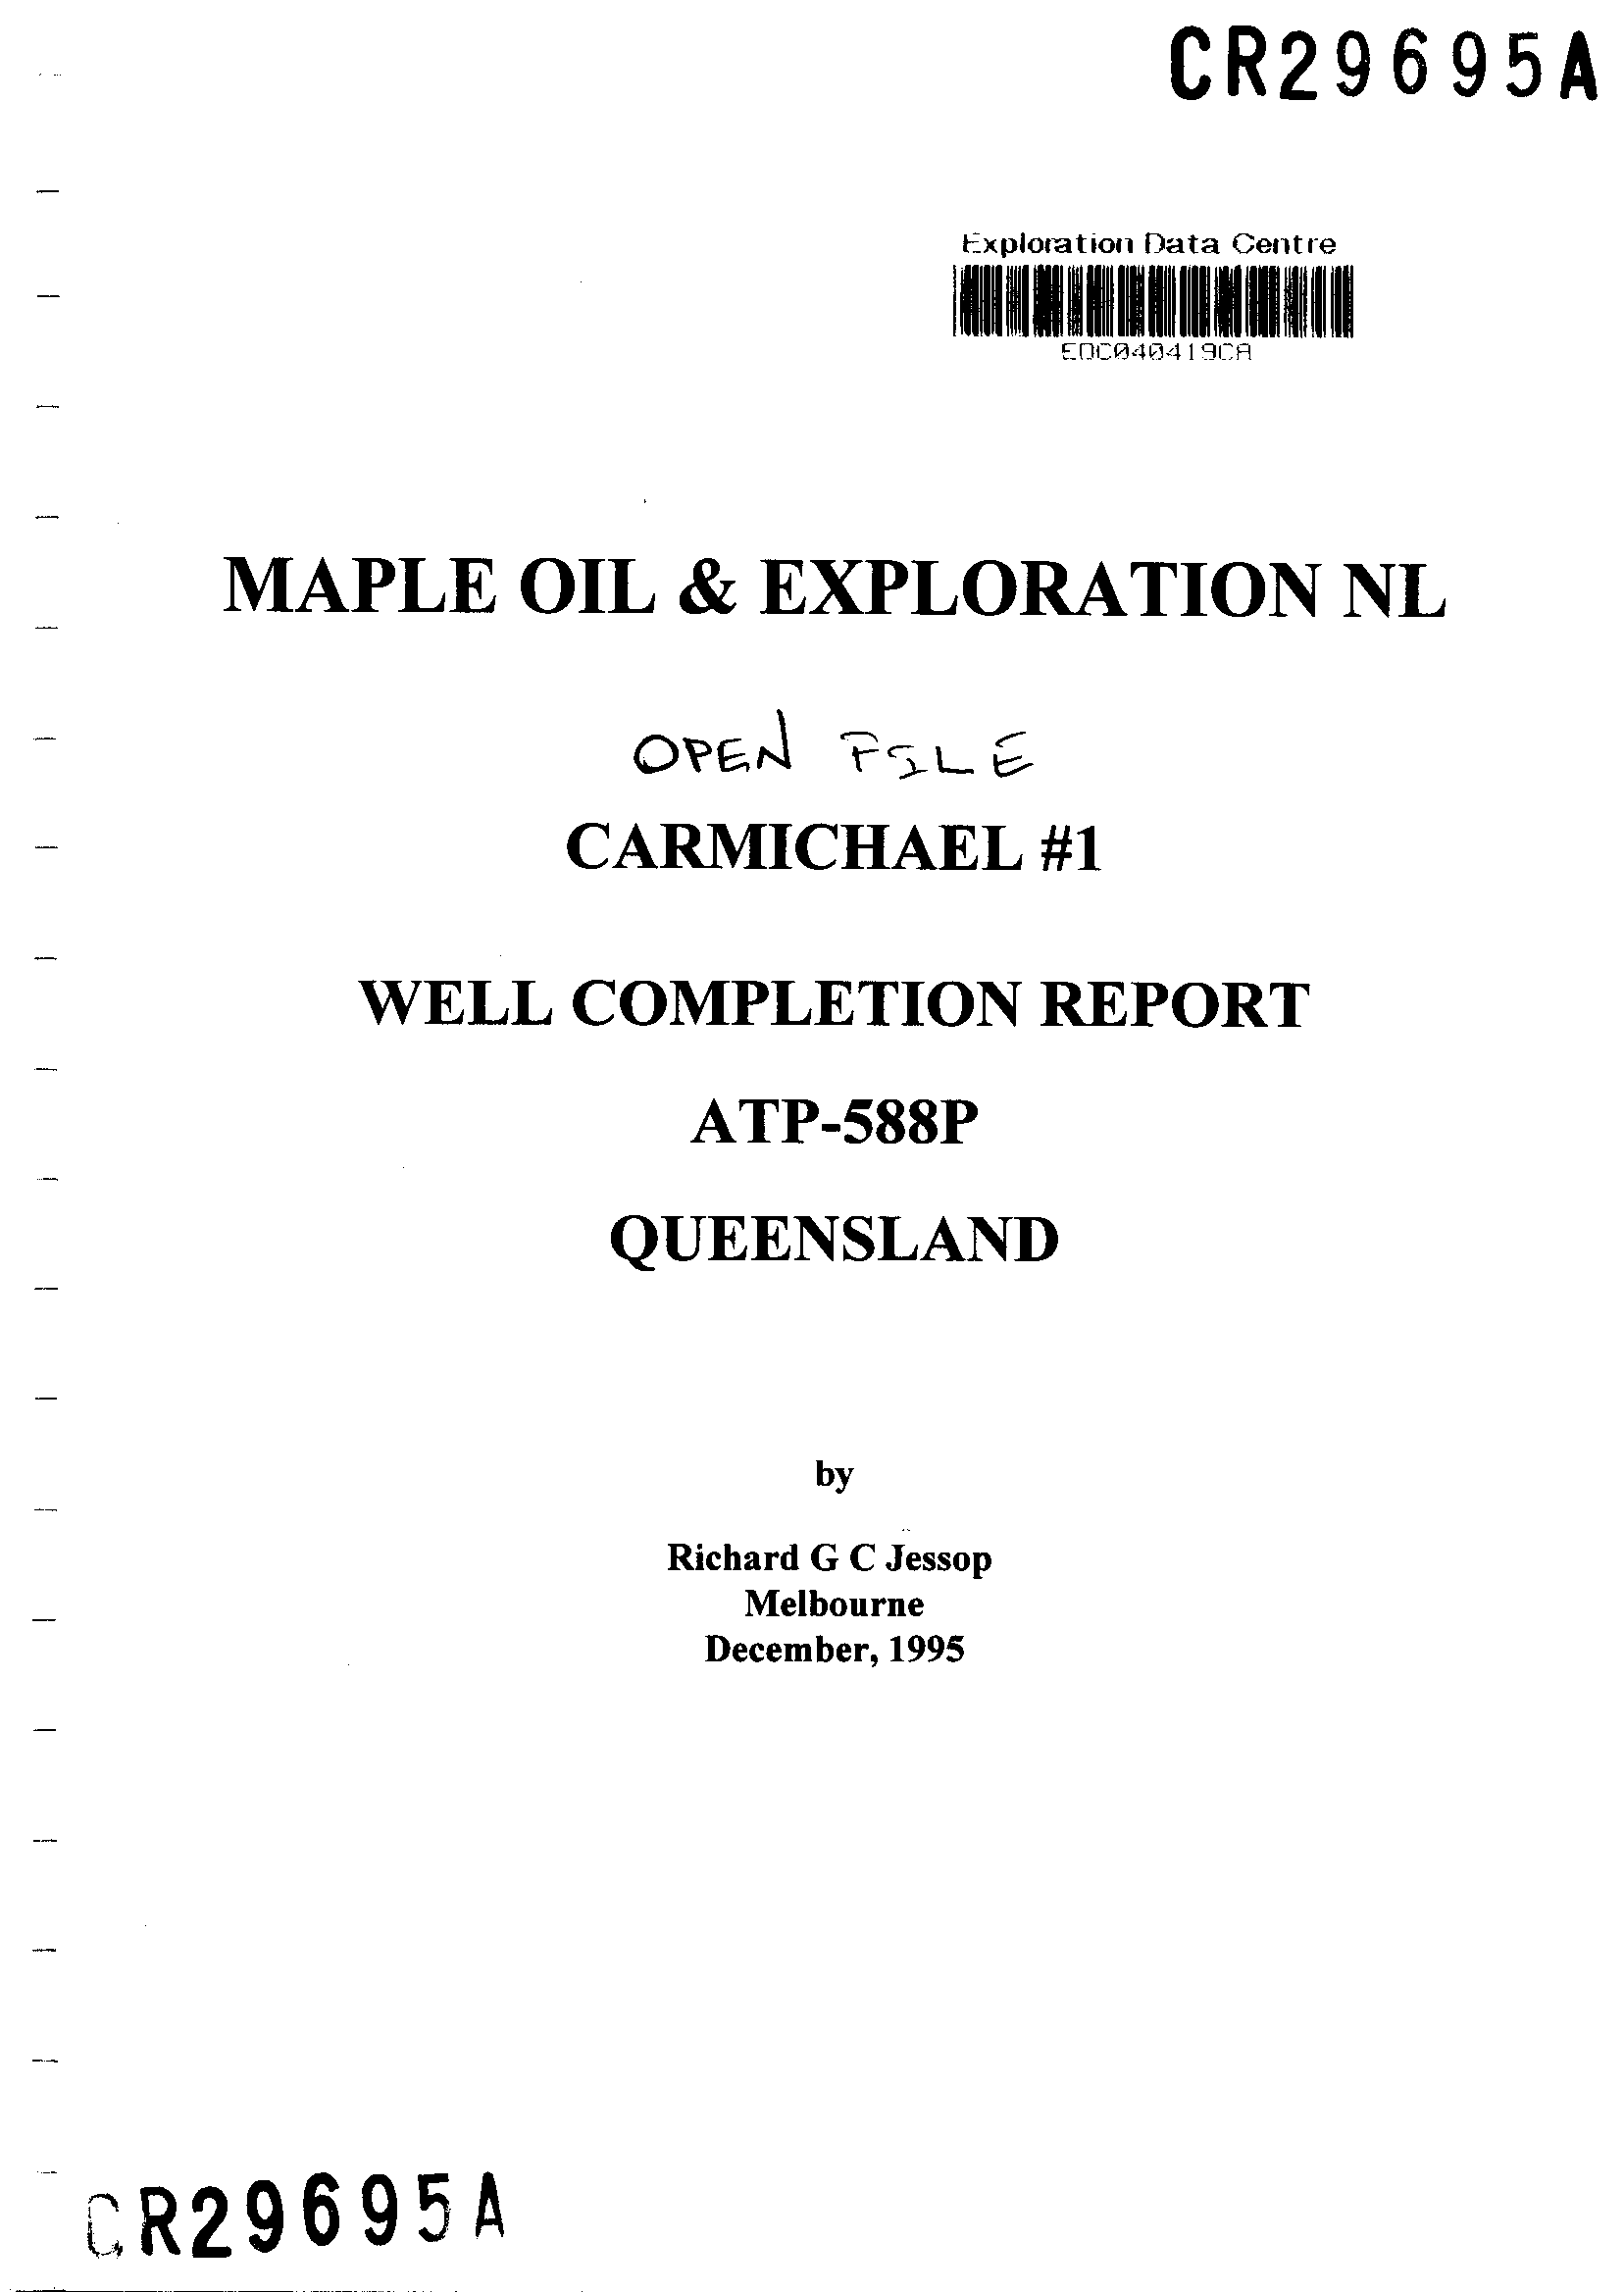 CR29695A
Exploration Data Centre
EDC040419CA
MAPLE OIL & EXPLORATION NL
OPEN FILE
CARMICHAEL #1
WELL COMPLETION REPORT
ATP-588P
QUEENSLAND
by
Richard G C Jessop
Melbourne
December, 1995
CR29695A